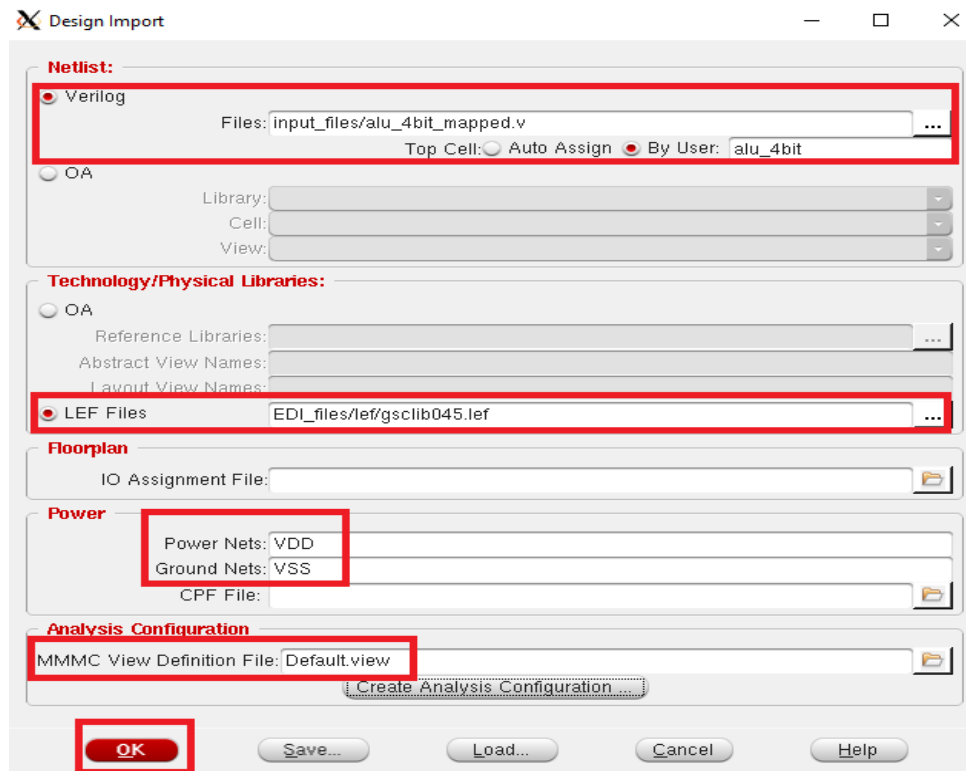 Design Import
Netlist:
Verilog
Files: input_files/alu_4bit_mapped.v ...
Top Cell: Auto Assign By User: alu_4bit
OA
Library:
Cell:
View:
Technology/Physical Libraries:
OA
Reference Libraries: ...
Abstract View Names:
Layout View Names:
LEF Files EDI_files/lef/gsclib045.lef ...
Floorplan
IO Assignment File:
Power
Power Nets: VDD
Ground Nets: VSS
CPF File:
Analysis Configuration
MMMC View Definition File: Default.view
Create Analysis Configuration ...
OK Save... Load... Cancel Help